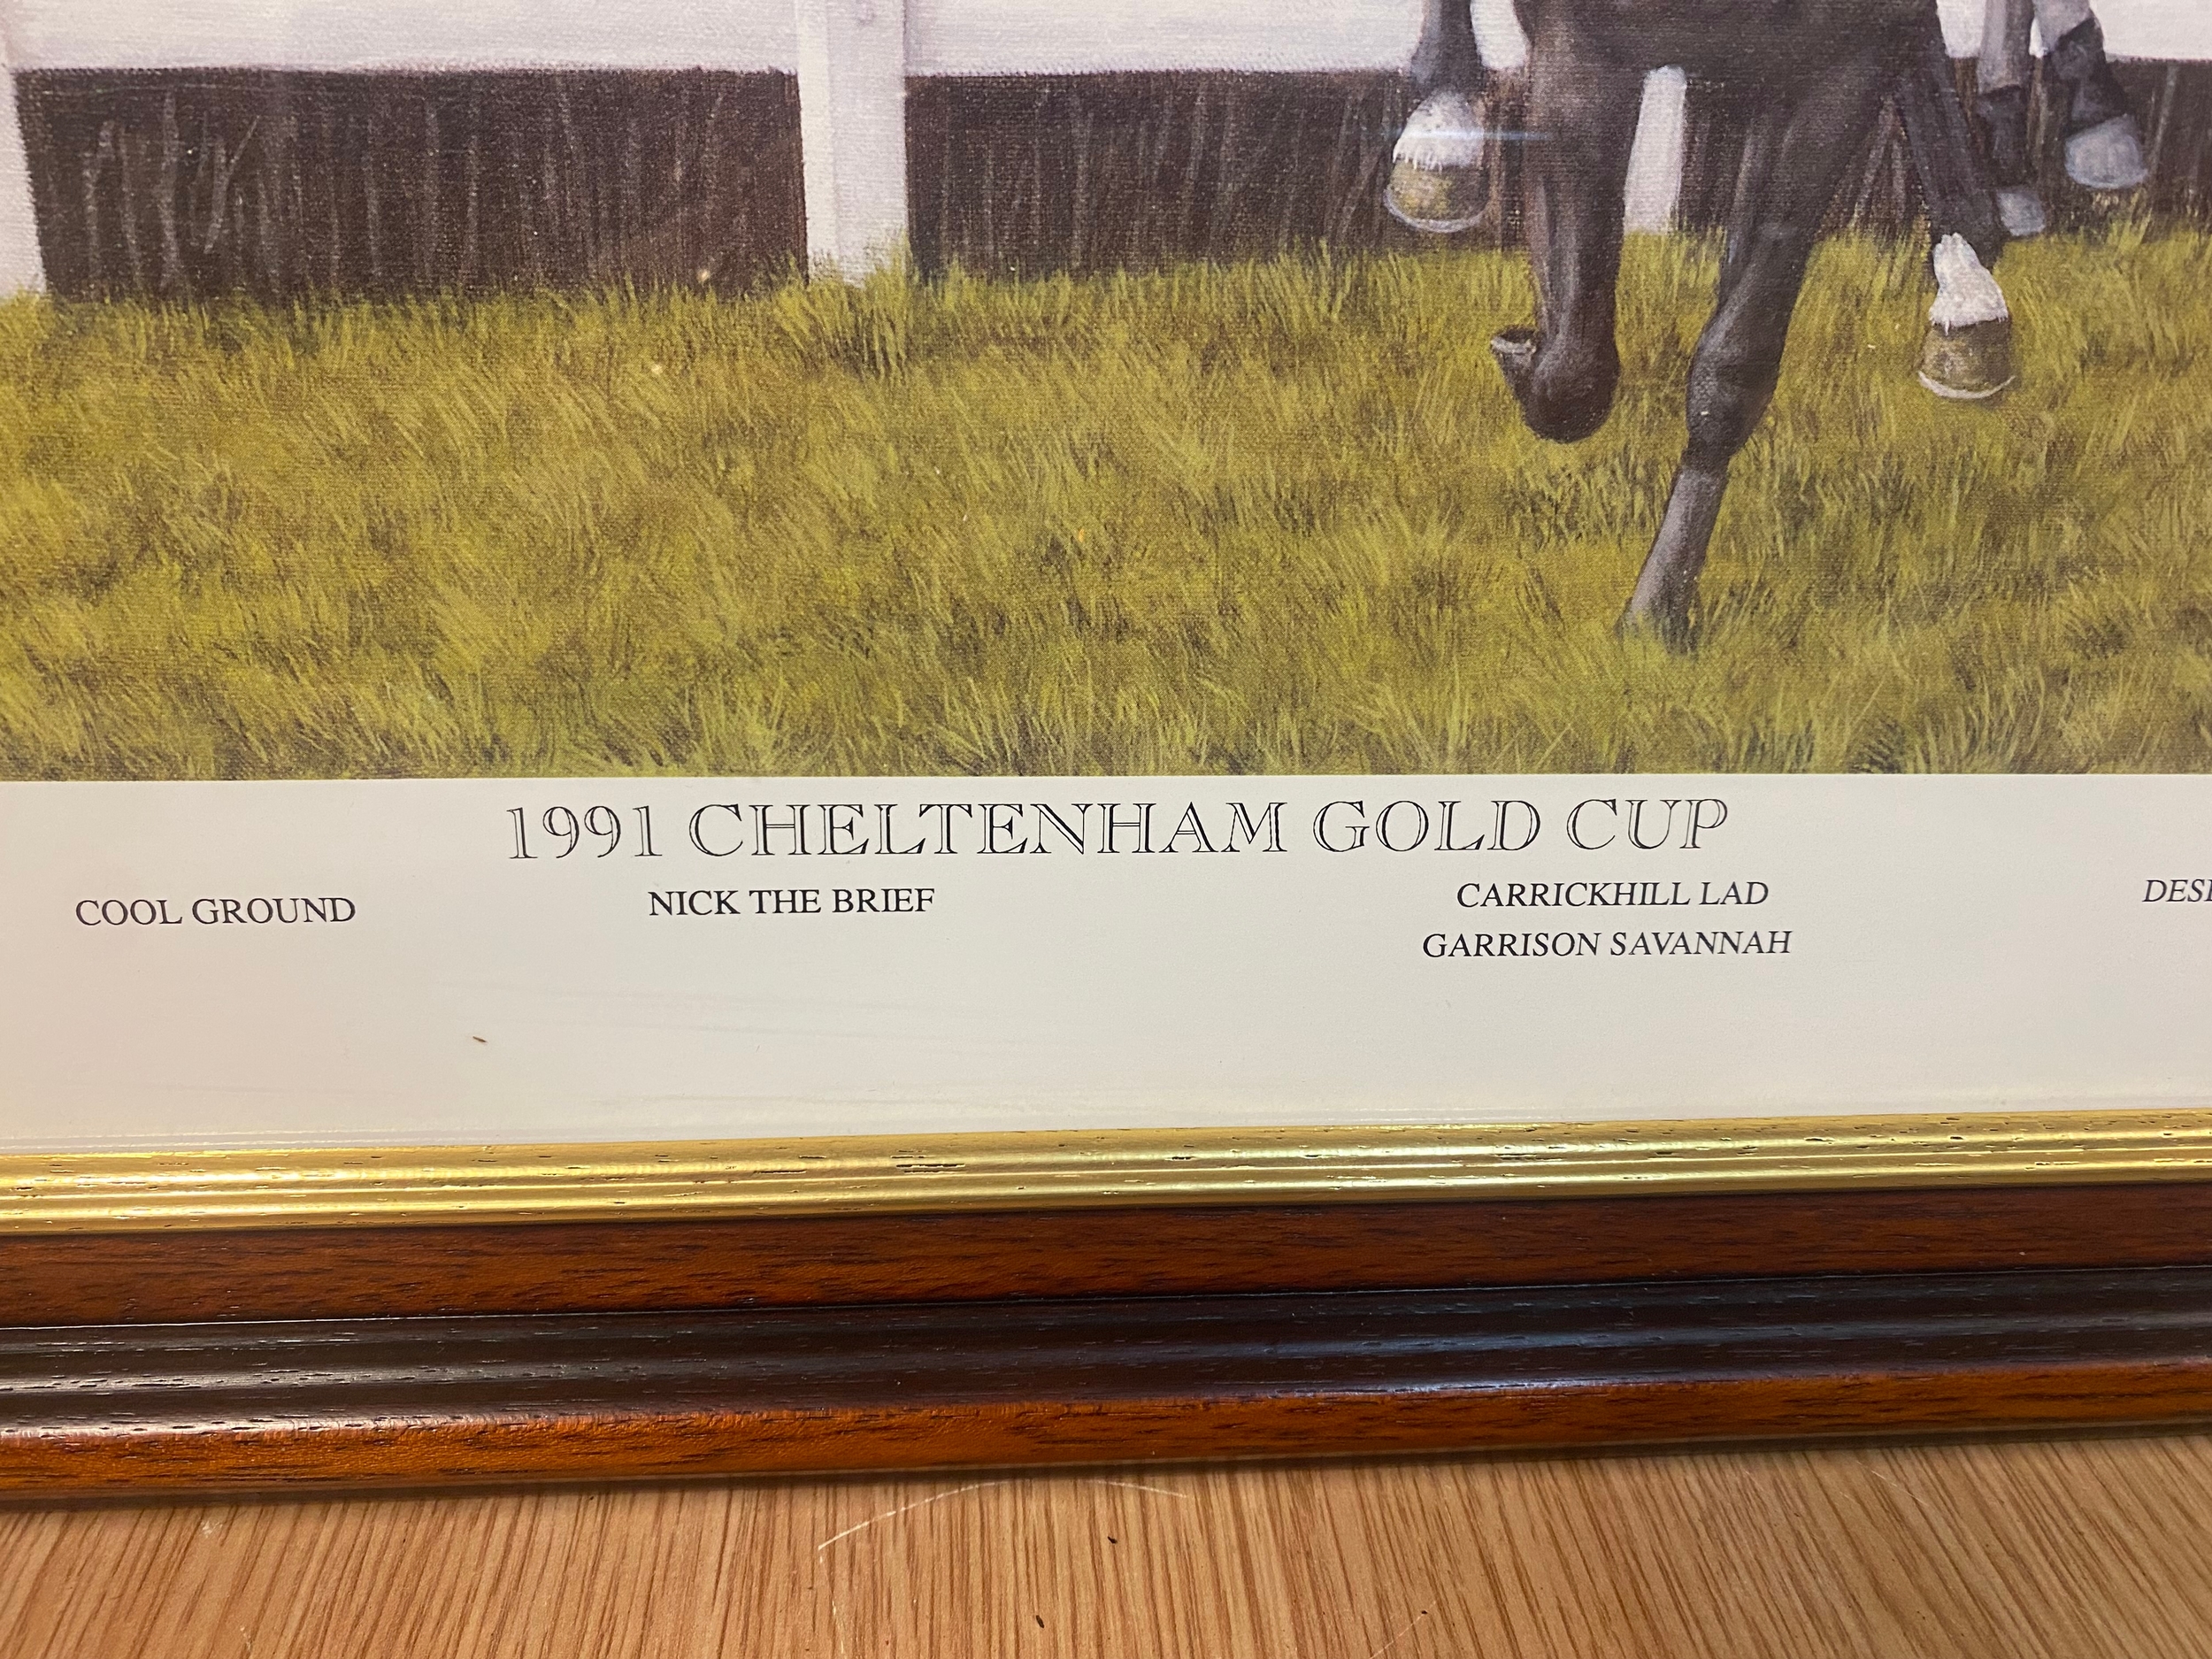 1991 CHELTENHAM GOLD CUP
COOL GROUND NICK THE BRIEF CARRICKHILL LAD
GARRISON SAVANNAH